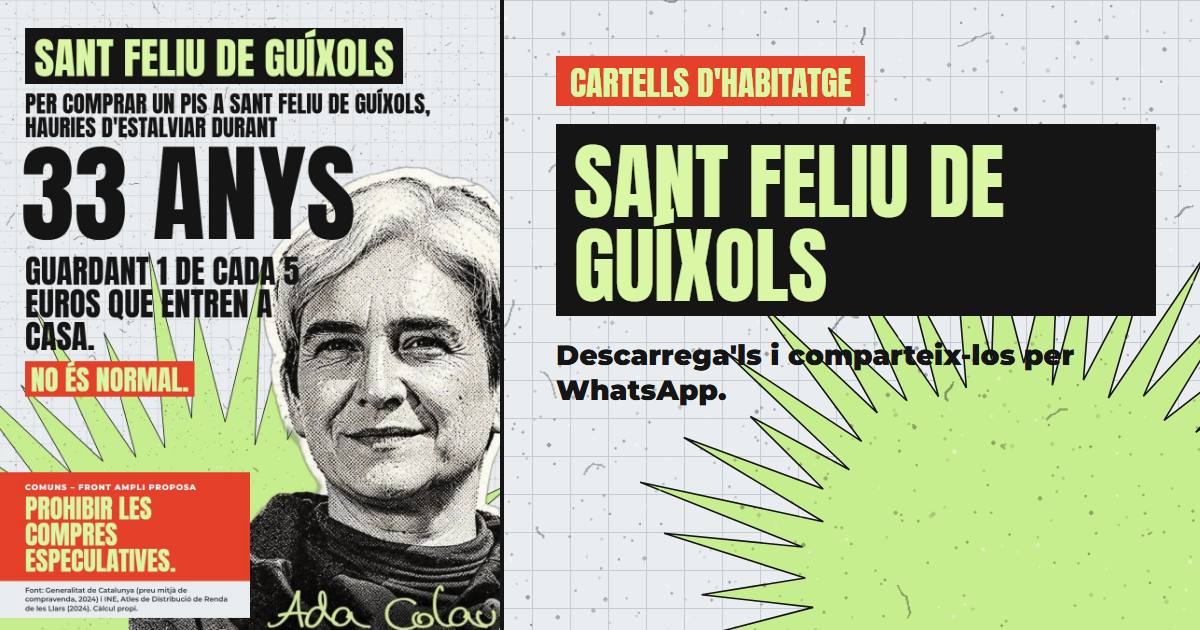 SANT FELIU DE GUÍXOLS
PER COMPRAR UN PIS A SANT FELIU DE GUÍXOLS,
HAURIES D'ESTALVIAR DURANT
33 ANYS
GUARDANT 1 DE CADA 5
EUROS QUE ENTREN A
CASA.
NO ÉS NORMAL.
COMUNS – FRONT AMPLI PROPOSA
PROHIBIR LES
COMPRES
ESPECULATIVES.
Font: Generalitat de Catalunya (preu mitjà de
compravenda, 2024) i INE, Atles de Distribució de Renda
de les Llars (2024). Càlcul propi.
Ada Colau
CARTELLS D'HABITATGE
SANT FELIU DE
GUÍXOLS
Descarrega'ls i comparteix-los per
WhatsApp.